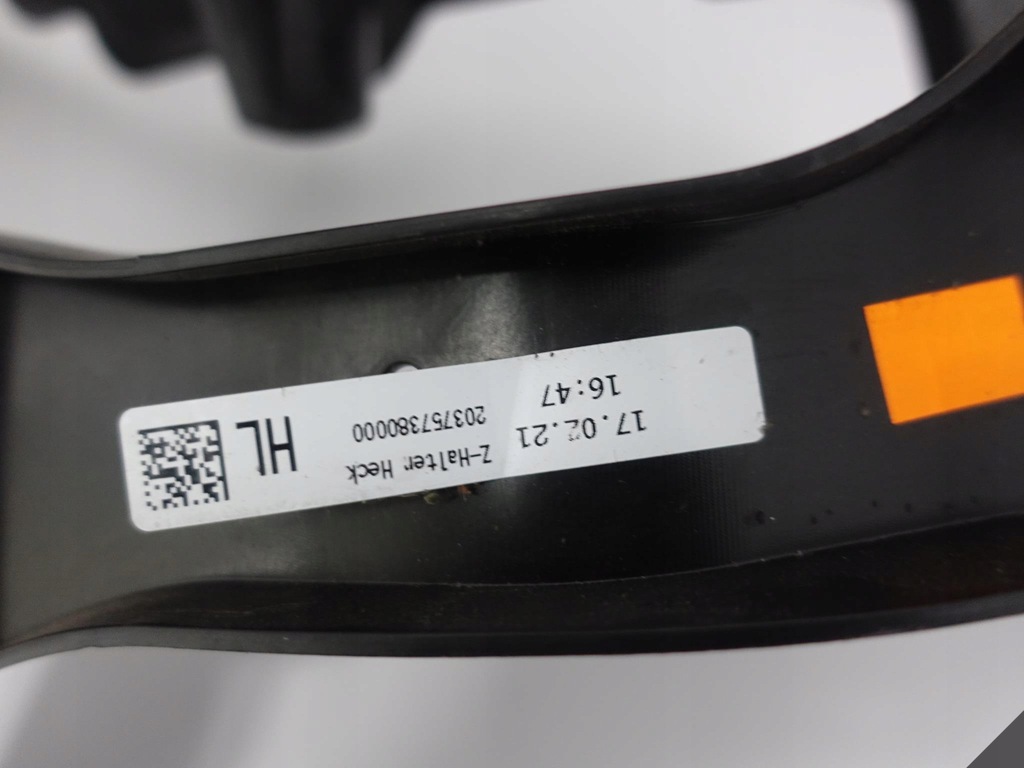 17.02.21
16:47
Z-Halter Heck
203757380000
HL